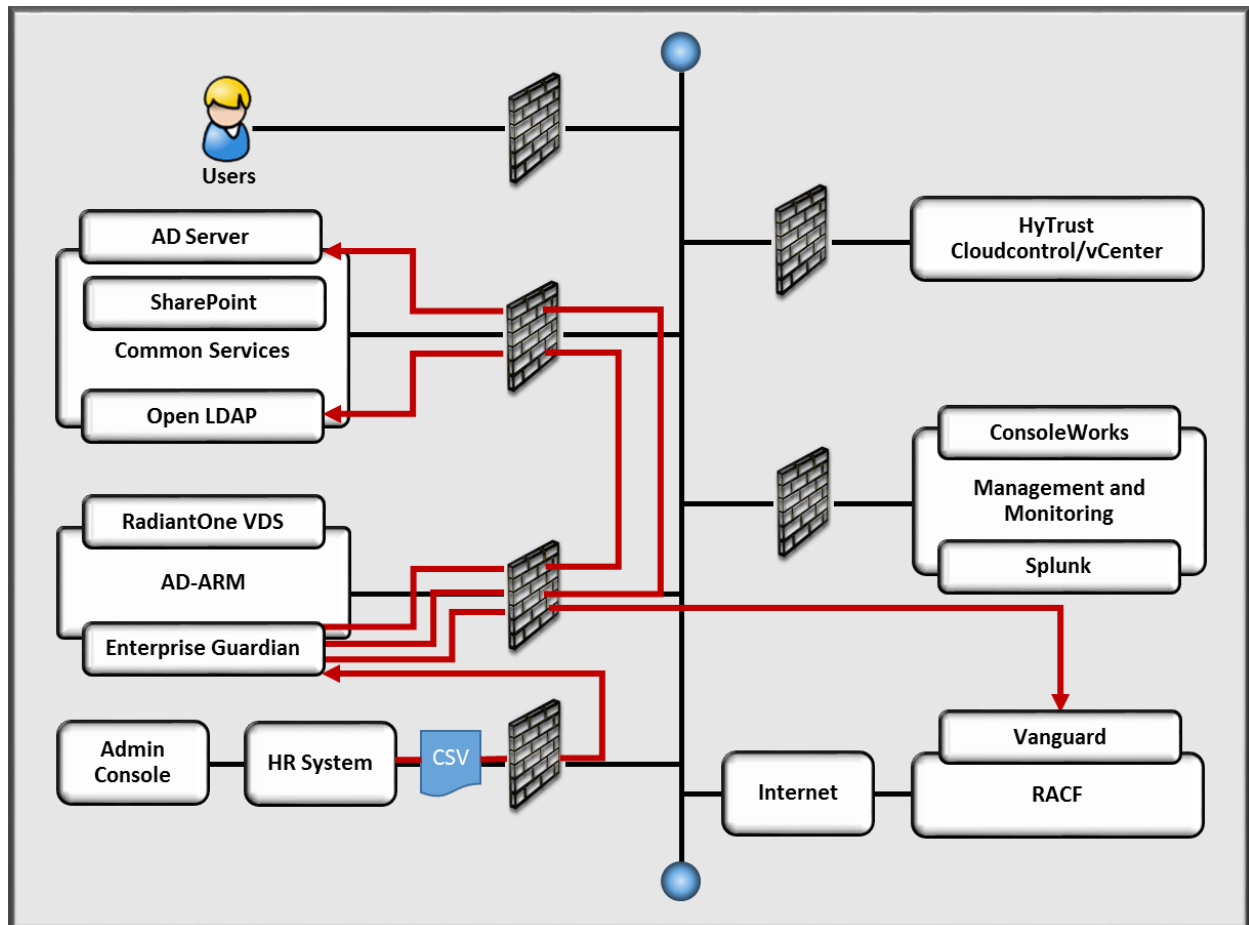 Users
AD Server
SharePoint
Common Services
Open LDAP
RadiantOne VDS
AD-ARM
Enterprise Guardian
Admin
Console
HR System
CSV
HyTrust
Cloudcontrol/vCenter
ConsoleWorks
Management and
Monitoring
Splunk
Vanguard
Internet
RACF